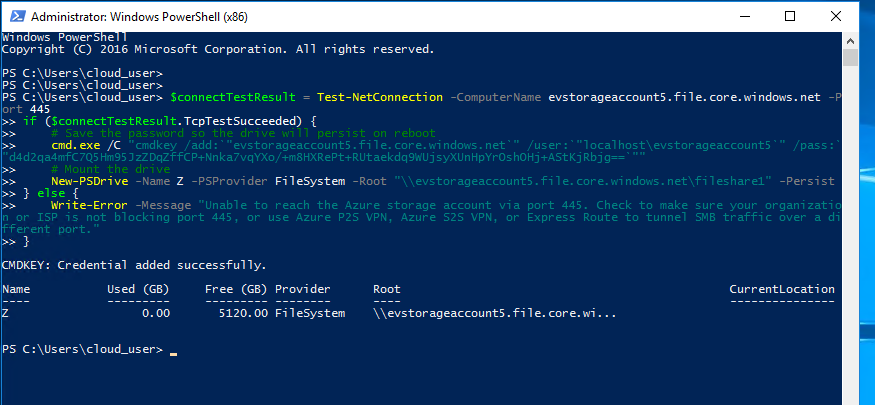 Administrator: Windows PowerShell (x86)
Windows PowerShell
Copyright (C) 2016 Microsoft Corporation. All rights reserved.
PS C:\Users\cloud_user>
PS C:\Users\cloud_user>
PS C:\Users\cloud_user> $connectTestResult = Test-NetConnection -ComputerName evstorageaccount5.file.core.windows.net -P
ort 445
>> if ($connectTestResult.TcpTestSucceeded) {
>>     # Save the password so the drive will persist on reboot
>>     cmd.exe /C "cmdkey /add:`"evstorageaccount5.file.core.windows.net`" /user:`"localhost\evstorageaccount5`" /pass:`
"d4d2qa4mfC7Q5Hm95JzZDqZffCP+Nnka7vqYXo/+m8HXRePt+RUtaekdq9WUjsyXUnHpYrOshOHj+AStKjRbjg==`""
>>     # Mount the drive
>>     New-PSDrive -Name Z -PSProvider FileSystem -Root "\\evstorageaccount5.file.core.windows.net\fileshare1" -Persist
>> } else {
>>     Write-Error -Message "Unable to reach the Azure storage account via port 445. Check to make sure your organizatio
n or ISP is not blocking port 445, or use Azure P2S VPN, Azure S2S VPN, or Express Route to tunnel SMB traffic over a di
fferent port."
>> }
CMDKEY: Credential added successfully.
Name           Used (GB)     Free (GB) Provider      Root                                               CurrentLocation
----           ---------     --------- --------      ----                                               ---------------
Z                   0.00       5120.00 FileSystem    \\evstorageaccount5.file.core.wi...
PS C:\Users\cloud_user> _